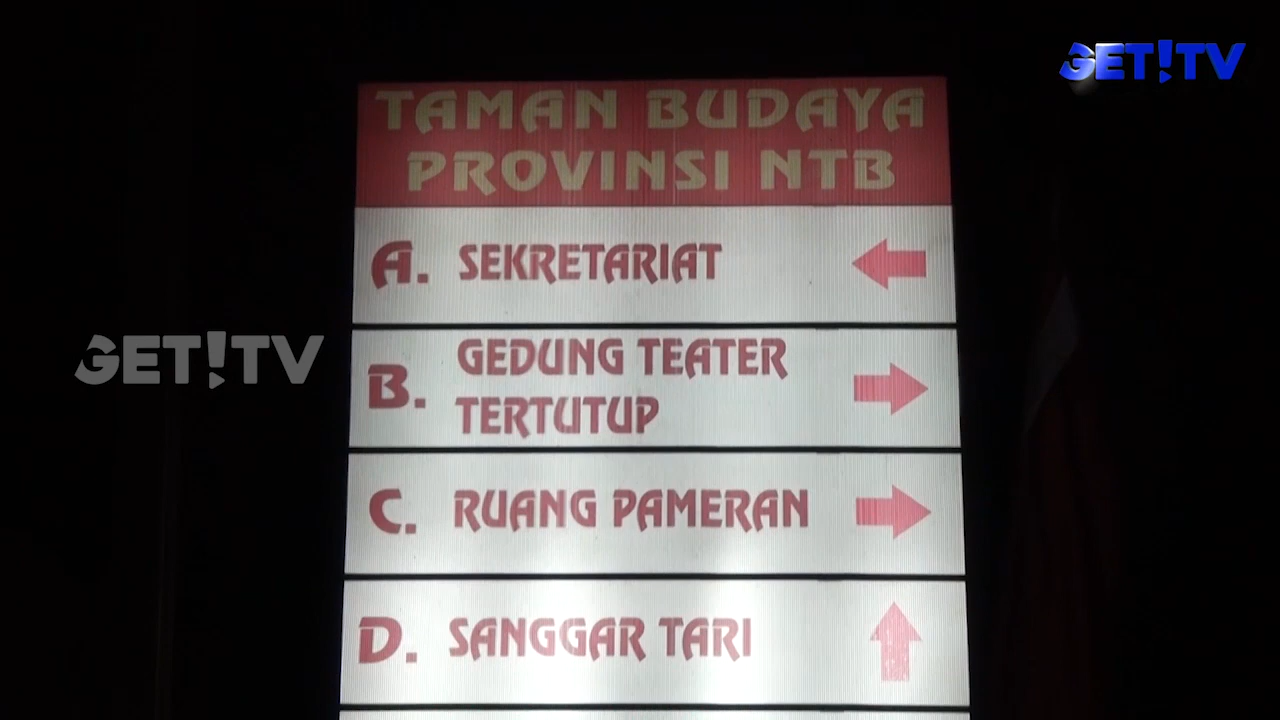 GET!TV
TAMAN BUDAYA
PROVINSI NTB
A. SEKRETARIAT
B. GEDUNG TEATER
TERTUTUP
GET!TV
C. RUANG PAMERAN
D. SANGGAR TARI